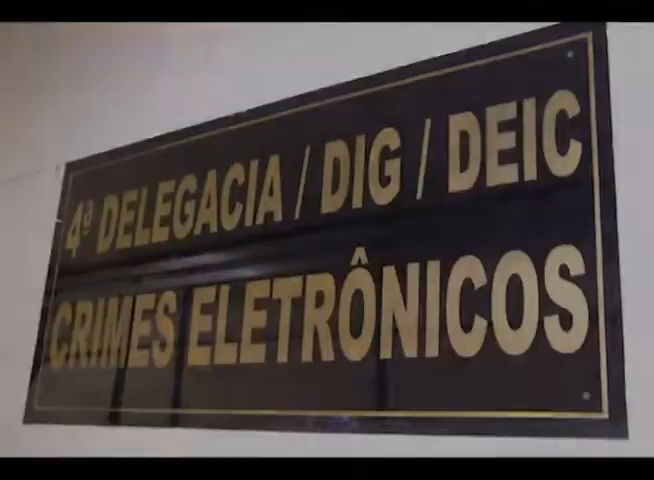 4ª DELEGACIA / DIG / DEIC
CRIMES ELETRÔNICOS